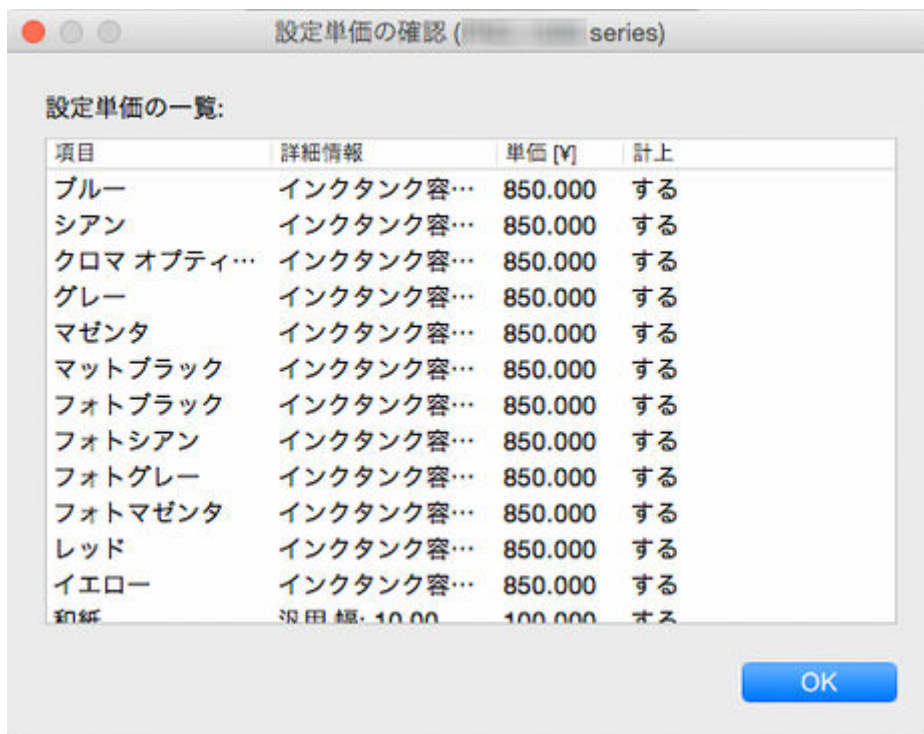 設定単価の確認 ( series)
設定単価の一覧:
項目 詳細情報 単価 [¥] 計上
ブルー インクタンク容… 850.000 する
シアン インクタンク容… 850.000 する
クロマ オプティ… インクタンク容… 850.000 する
グレー インクタンク容… 850.000 する
マゼンタ インクタンク容… 850.000 する
マットブラック インクタンク容… 850.000 する
フォトブラック インクタンク容… 850.000 する
フォトシアン インクタンク容… 850.000 する
フォトグレー インクタンク容… 850.000 する
フォトマゼンタ インクタンク容… 850.000 する
レッド インクタンク容… 850.000 する
イエロー インクタンク容… 850.000 する
和紙 汎用 幅: 10.00 100.000 する
OK